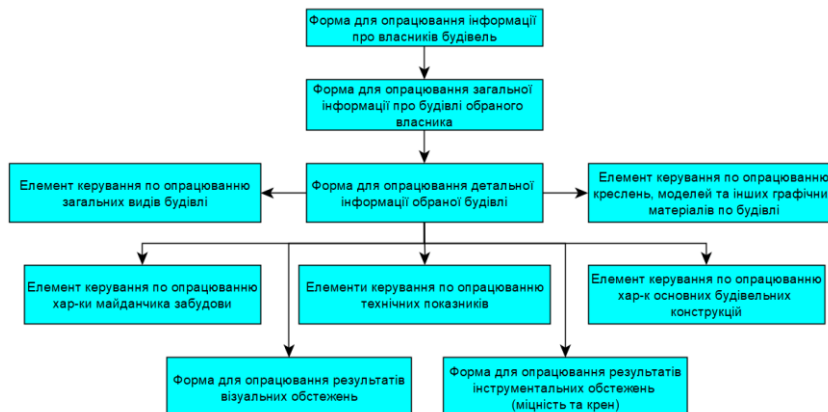 Форма для опрацювання інформації
про власників будівель
Форма для опрацювання загальної
інформації про будівлі обраного
власника
Елемент керування по опрацюванню
загальних видів будівлі
Форма для опрацювання детальної
інформації обраної будівлі
Елемент керування по опрацюванню
креслень, моделей та інших графічни
матеріалів по будівлі
Елемент керування по опрацюванню
хар-ки майданчика забудови
Елементи керування по опрацюванню
технічних показників
Елемент керування по опрацюванню
хар-к основних будівельних
конструкцій
Форма для опрацювання результатів
візуальних обстежень
Форма для опрацювання результатів
інструментальних обстежень
(міцність та крен)